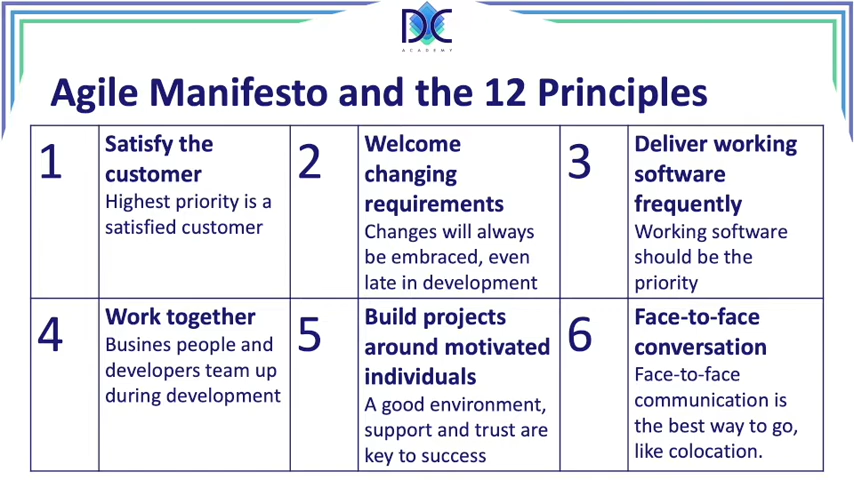 DC
ACADEMY
Agile Manifesto and the 12 Principles
1
Satisfy the
customer
Highest priority is a
satisfied customer
2
Welcome
changing
requirements
Changes will always
be embraced, even
late in development
3
Deliver working
software
frequently
Working software
should be the
priority
4
Work together
Busines people and
developers team up
during development
5
Build projects
around motivated
individuals
A good environment,
support and trust are
key to success
6
Face-to-face
conversation
Face-to-face
communication is
the best way to go,
like colocation.